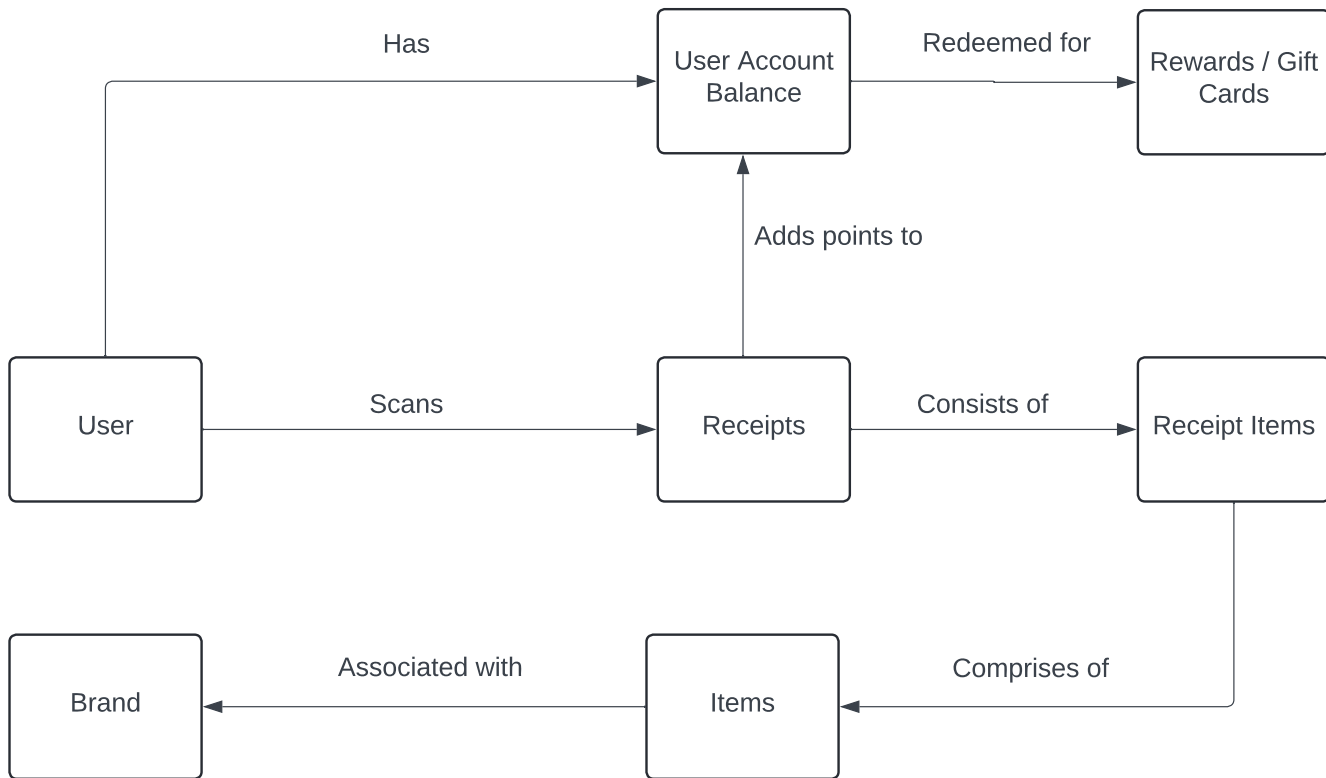 Has
User Account
Balance
Redeemed for
Rewards / Gift
Cards
Adds points to
User
Scans
Receipts
Consists of
Receipt Items
Brand
Associated with
Items
Comprises of